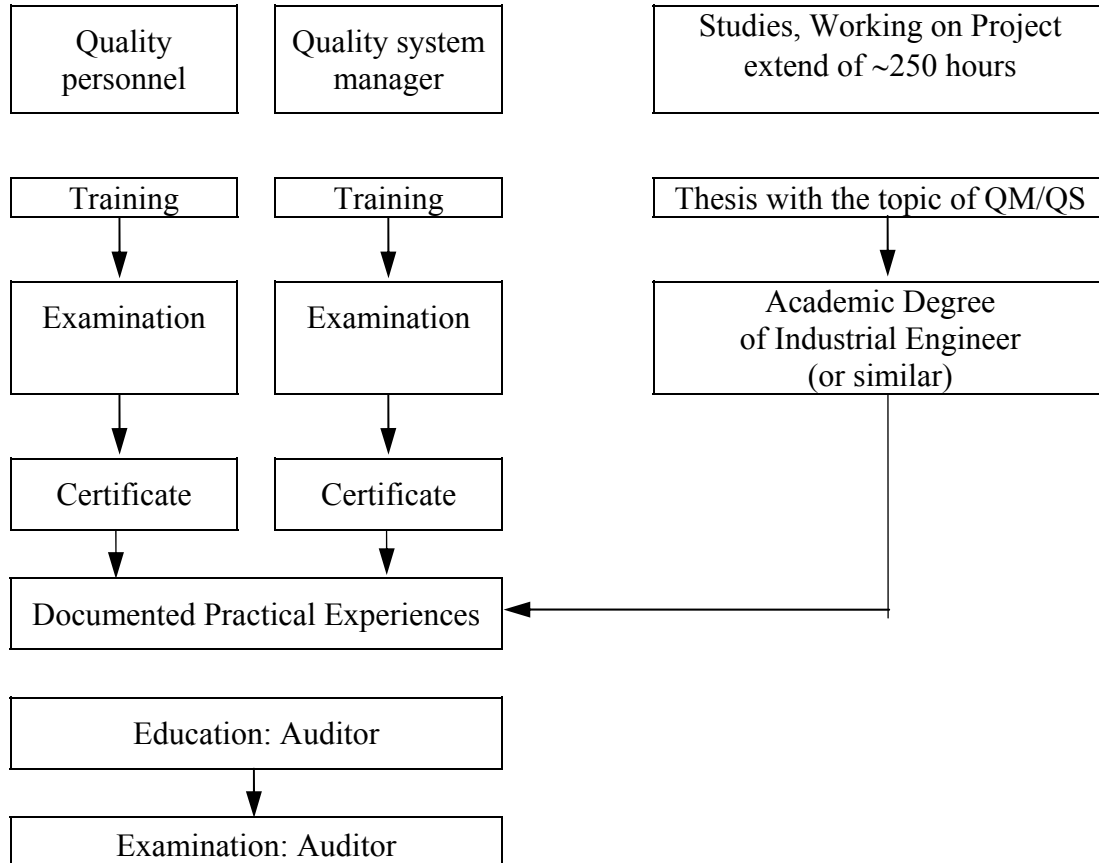 Quality
personnel
Quality system
manager
Studies, Working on Project
extend of ~250 hours
Training
Training
Thesis with the topic of QM/QS
Examination
Examination
Academic Degree
of Industrial Engineer
(or similar)
Certificate
Certificate
Documented Practical Experiences
Education: Auditor
Examination: Auditor